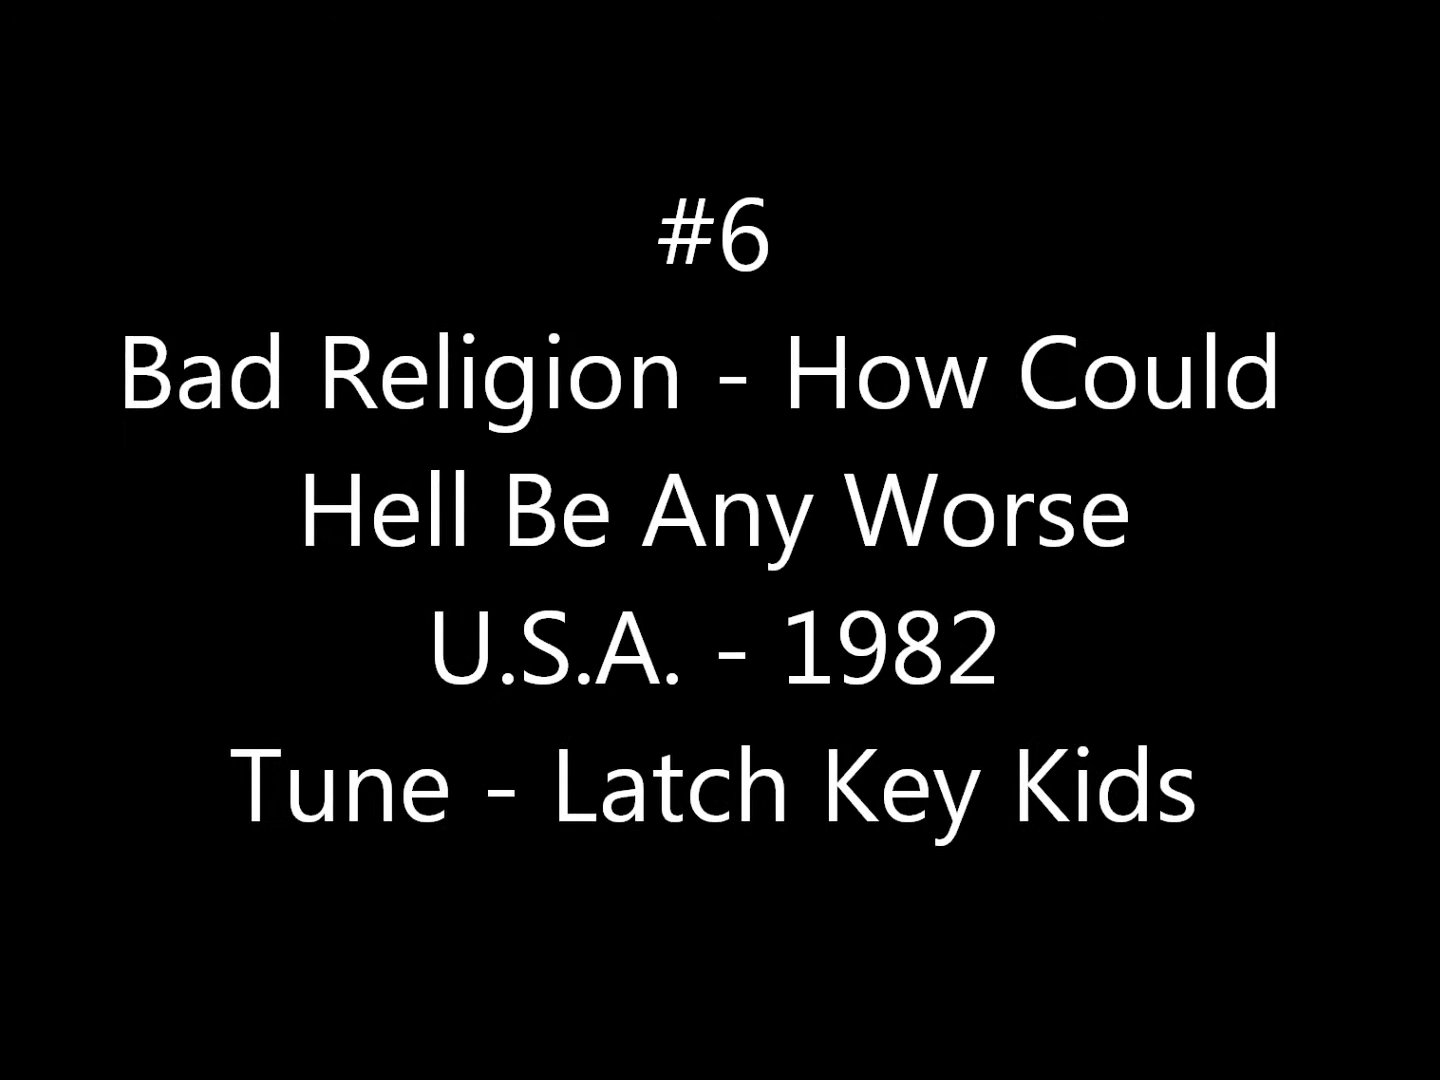 #6
Bad Religion - How Could
Hell Be Any Worse
U.S.A. - 1982
Tune - Latch Key Kids